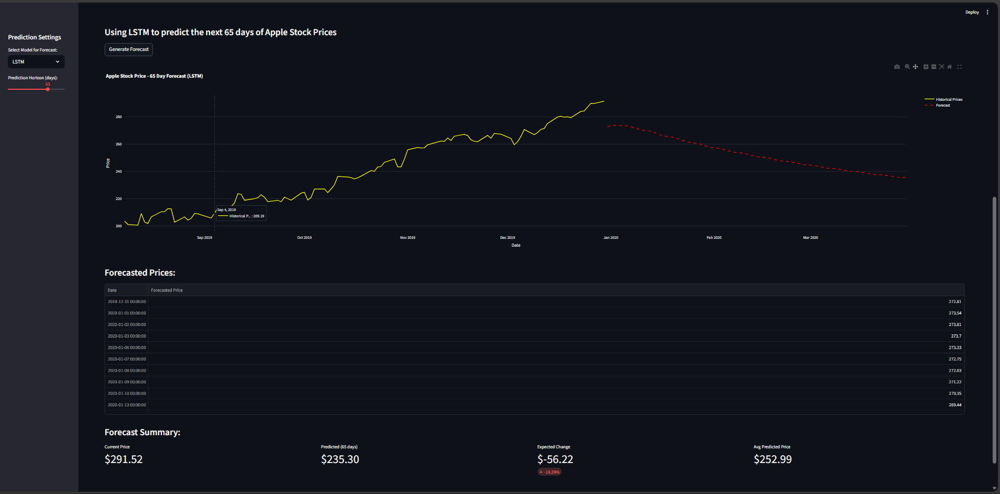 Deploy
Prediction Settings
Select Model for Forecast:
LSTM
Prediction Horizon (days):
65
Using LSTM to predict the next 65 days of Apple Stock Prices
Generate Forecast
Apple Stock Price - 65 Day Forecast (LSTM)
Historical Prices
Forecast
280
260
240
220
200
Price
Sep 4, 2019
Historical P... : 209.19
Sep 2019 Oct 2019 Nov 2019 Dec 2019 Jan 2020 Feb 2020 Mar 2020
Date
Forecasted Prices:
Date Forecasted Price
2019-12-31 00:00:00 272.81
2020-01-01 00:00:00 273.54
2020-01-02 00:00:00 273.81
2020-01-03 00:00:00 273.7
2020-01-06 00:00:00 273.33
2020-01-07 00:00:00 272.75
2020-01-08 00:00:00 272.03
2020-01-09 00:00:00 271.22
2020-01-10 00:00:00 270.35
2020-01-13 00:00:00 269.44
Forecast Summary:
Current Price Predicted (65 days) Expected Change Avg Predicted Price
$291.52 $235.30 $-56.22 $252.99
↓ -19.29%